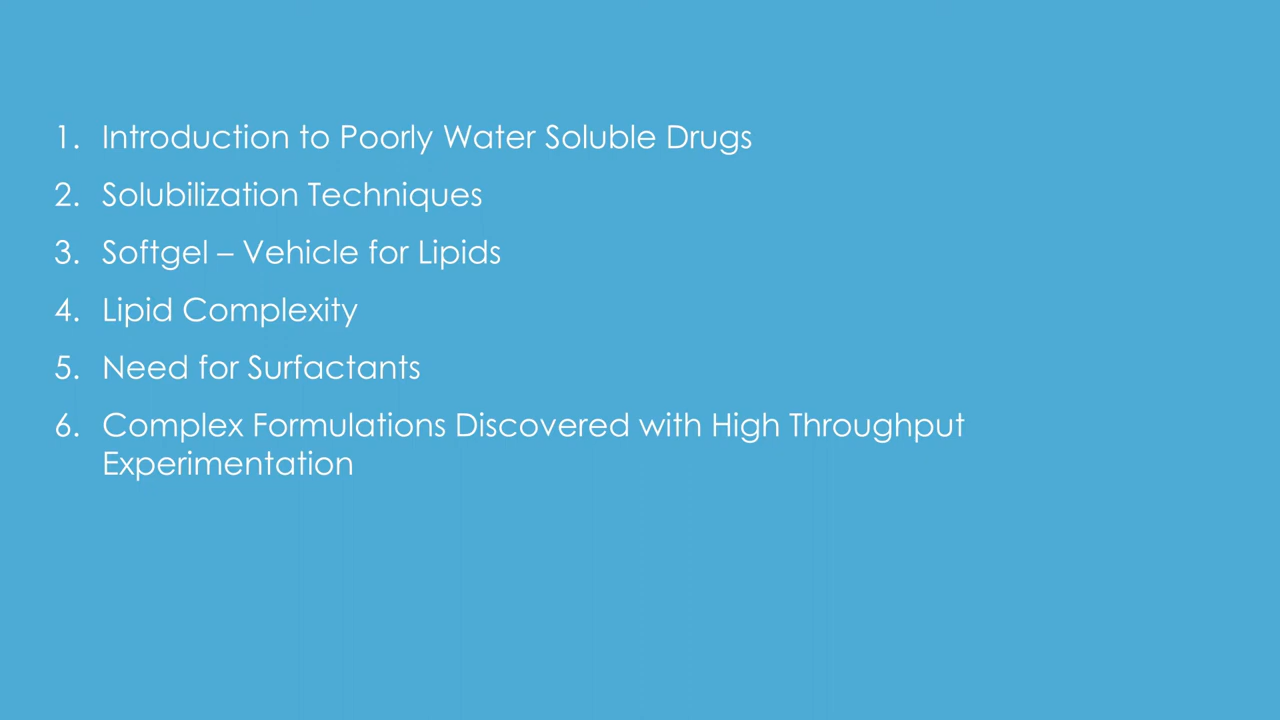 1. Introduction to Poorly Water Soluble Drugs
2. Solubilization Techniques
3. Softgel – Vehicle for Lipids
4. Lipid Complexity
5. Need for Surfactants
6. Complex Formulations Discovered with High Throughput
Experimentation